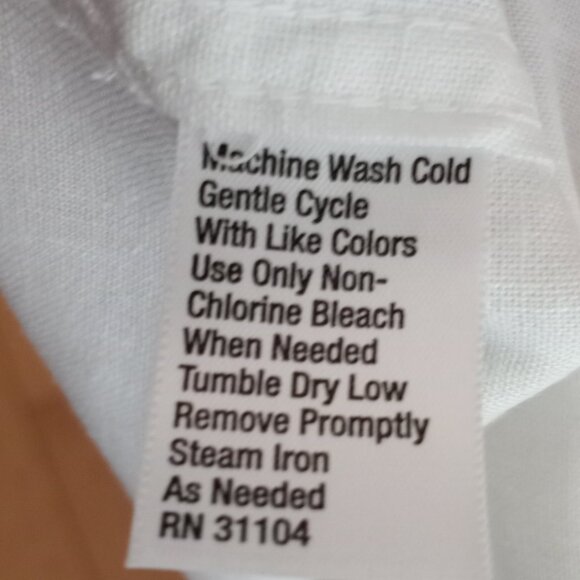 Machine Wash Cold
Gentle Cycle
With Like Colors
Use Only Non-
Chlorine Bleach
When Needed
Tumble Dry Low
Remove Promptly
Steam Iron
As Needed
RN 31104